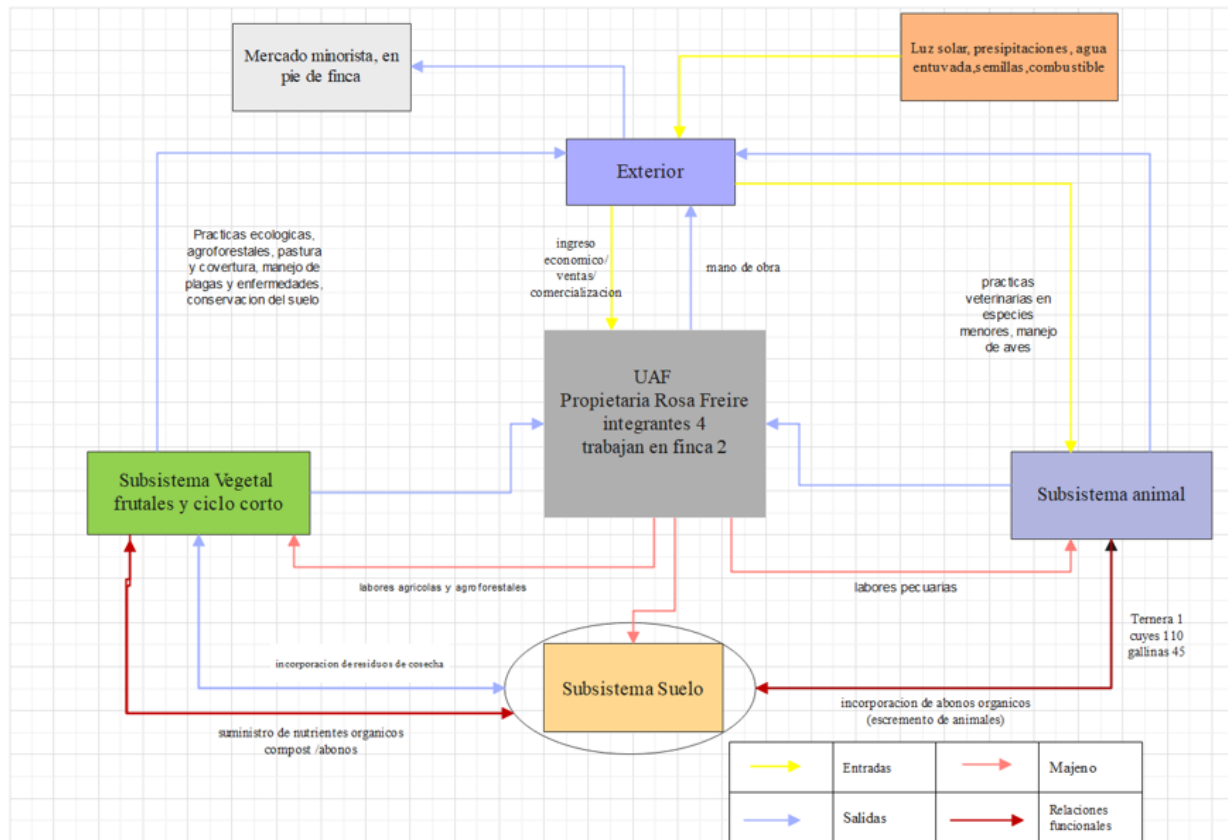 Mercado minorista, en
pie de finca
Luz solar, presipitaciones, agua
entuvada,semillas,combustible
Exterior
Practicas ecologicas,
agroforestales, pastura
y covertura, manejo de
plagas y enfermedades,
conservacion del suelo
ingreso
economico/
ventas/
comercializacion
mano de obra
practicas
veterinarias en
especies
menores, manejo
de aves
UAF
Propietaria Rosa Freire
integrantes 4
trabajan en finca 2
Subsistema Vegetal
frutales y ciclo corto
Subsistema animal
labores agricolas y agroforestales
labores pecuarias
Ternera 1
cuyes 110
gallinas 45
incorporacion de residuos de cosecha
Subsistema Suelo
incorporacion de abonos organicos
(escremento de animales)
suministro de nutrientes organicos
compost /abonos
Entradas
Majeno
Salidas
Relaciones
funcionales